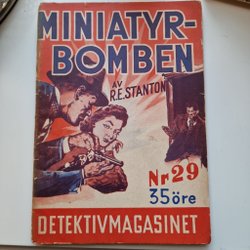 MINIATYR-
BOMBEN
AV
R.E. STANTON
Nr 29
35 öre
DETEKTIVMAGASINET